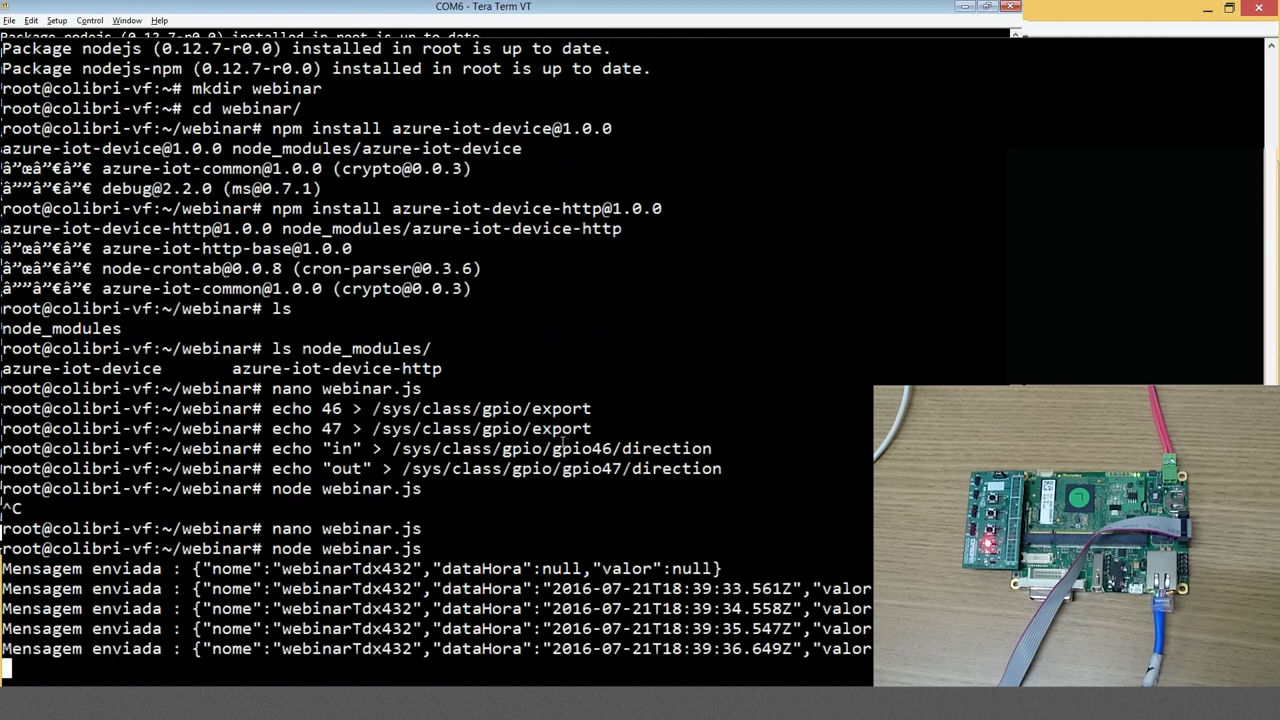 COM6 - Tera Term VT
File Edit Setup Control Window Help
Package nodejs (0.12.7-r0.0) installed in root is up to date.
Package nodejs (0.12.7-r0.0) installed in root is up to date.
Package nodejs-npm (0.12.7-r0.0) installed in root is up to date.
root@colibri-vf:~# mkdir webinar
root@colibri-vf:~# cd webinar/
root@colibri-vf:~/webinar# npm install azure-iot-device@1.0.0
azure-iot-device@1.0.0 node_modules/azure-iot-device
â”œâ”€â”€ azure-iot-common@1.0.0 (crypto@0.0.3)
â””â”€â”€ debug@2.2.0 (ms@0.7.1)
root@colibri-vf:~/webinar# npm install azure-iot-device-http@1.0.0
azure-iot-device-http@1.0.0 node_modules/azure-iot-device-http
â”œâ”€â”€ azure-iot-http-base@1.0.0
â”œâ”€â”€ node-crontab@0.0.8 (cron-parser@0.3.6)
â””â”€â”€ azure-iot-common@1.0.0 (crypto@0.0.3)
root@colibri-vf:~/webinar# ls
node_modules
root@colibri-vf:~/webinar# ls node_modules/
azure-iot-device azure-iot-device-http
root@colibri-vf:~/webinar# nano webinar.js
root@colibri-vf:~/webinar# echo 46 > /sys/class/gpio/export
root@colibri-vf:~/webinar# echo 47 > /sys/class/gpio/export
root@colibri-vf:~/webinar# echo "in" > /sys/class/gpio/gpio46/direction
root@colibri-vf:~/webinar# echo "out" > /sys/class/gpio/gpio47/direction
root@colibri-vf:~/webinar# node webinar.js
^C
root@colibri-vf:~/webinar# nano webinar.js
root@colibri-vf:~/webinar# node webinar.js
Mensagem enviada : {"nome":"webinarTdx432","dataHora":null,"valor":null}
Mensagem enviada : {"nome":"webinarTdx432","dataHora":"2016-07-21T18:39:33.561Z","valor
Mensagem enviada : {"nome":"webinarTdx432","dataHora":"2016-07-21T18:39:34.558Z","valor
Mensagem enviada : {"nome":"webinarTdx432","dataHora":"2016-07-21T18:39:35.547Z","valor
Mensagem enviada : {"nome":"webinarTdx432","dataHora":"2016-07-21T18:39:36.649Z","valor